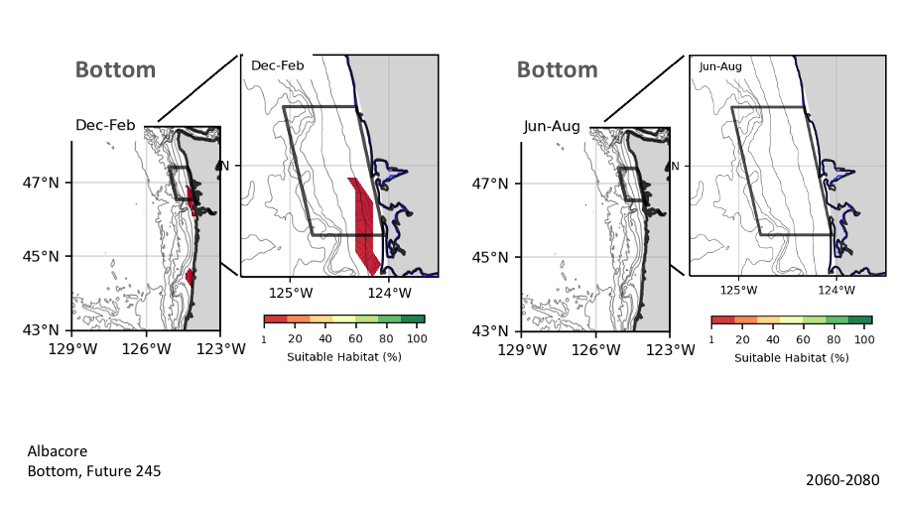 Bottom
Dec-Feb
Dec-Feb
N
47°N
45°N
43°N
129°W 126°W 123°W
125°W 124°W
1 20 40 60 80 100
Suitable Habitat (%)
Bottom
Jun-Aug
Jun-Aug
N
47°N
45°N
43°N
129°W 126°W 123°W
125°W 124°W
1 20 40 60 80 100
Suitable Habitat (%)
Albacore
Bottom, Future 245
2060-2080